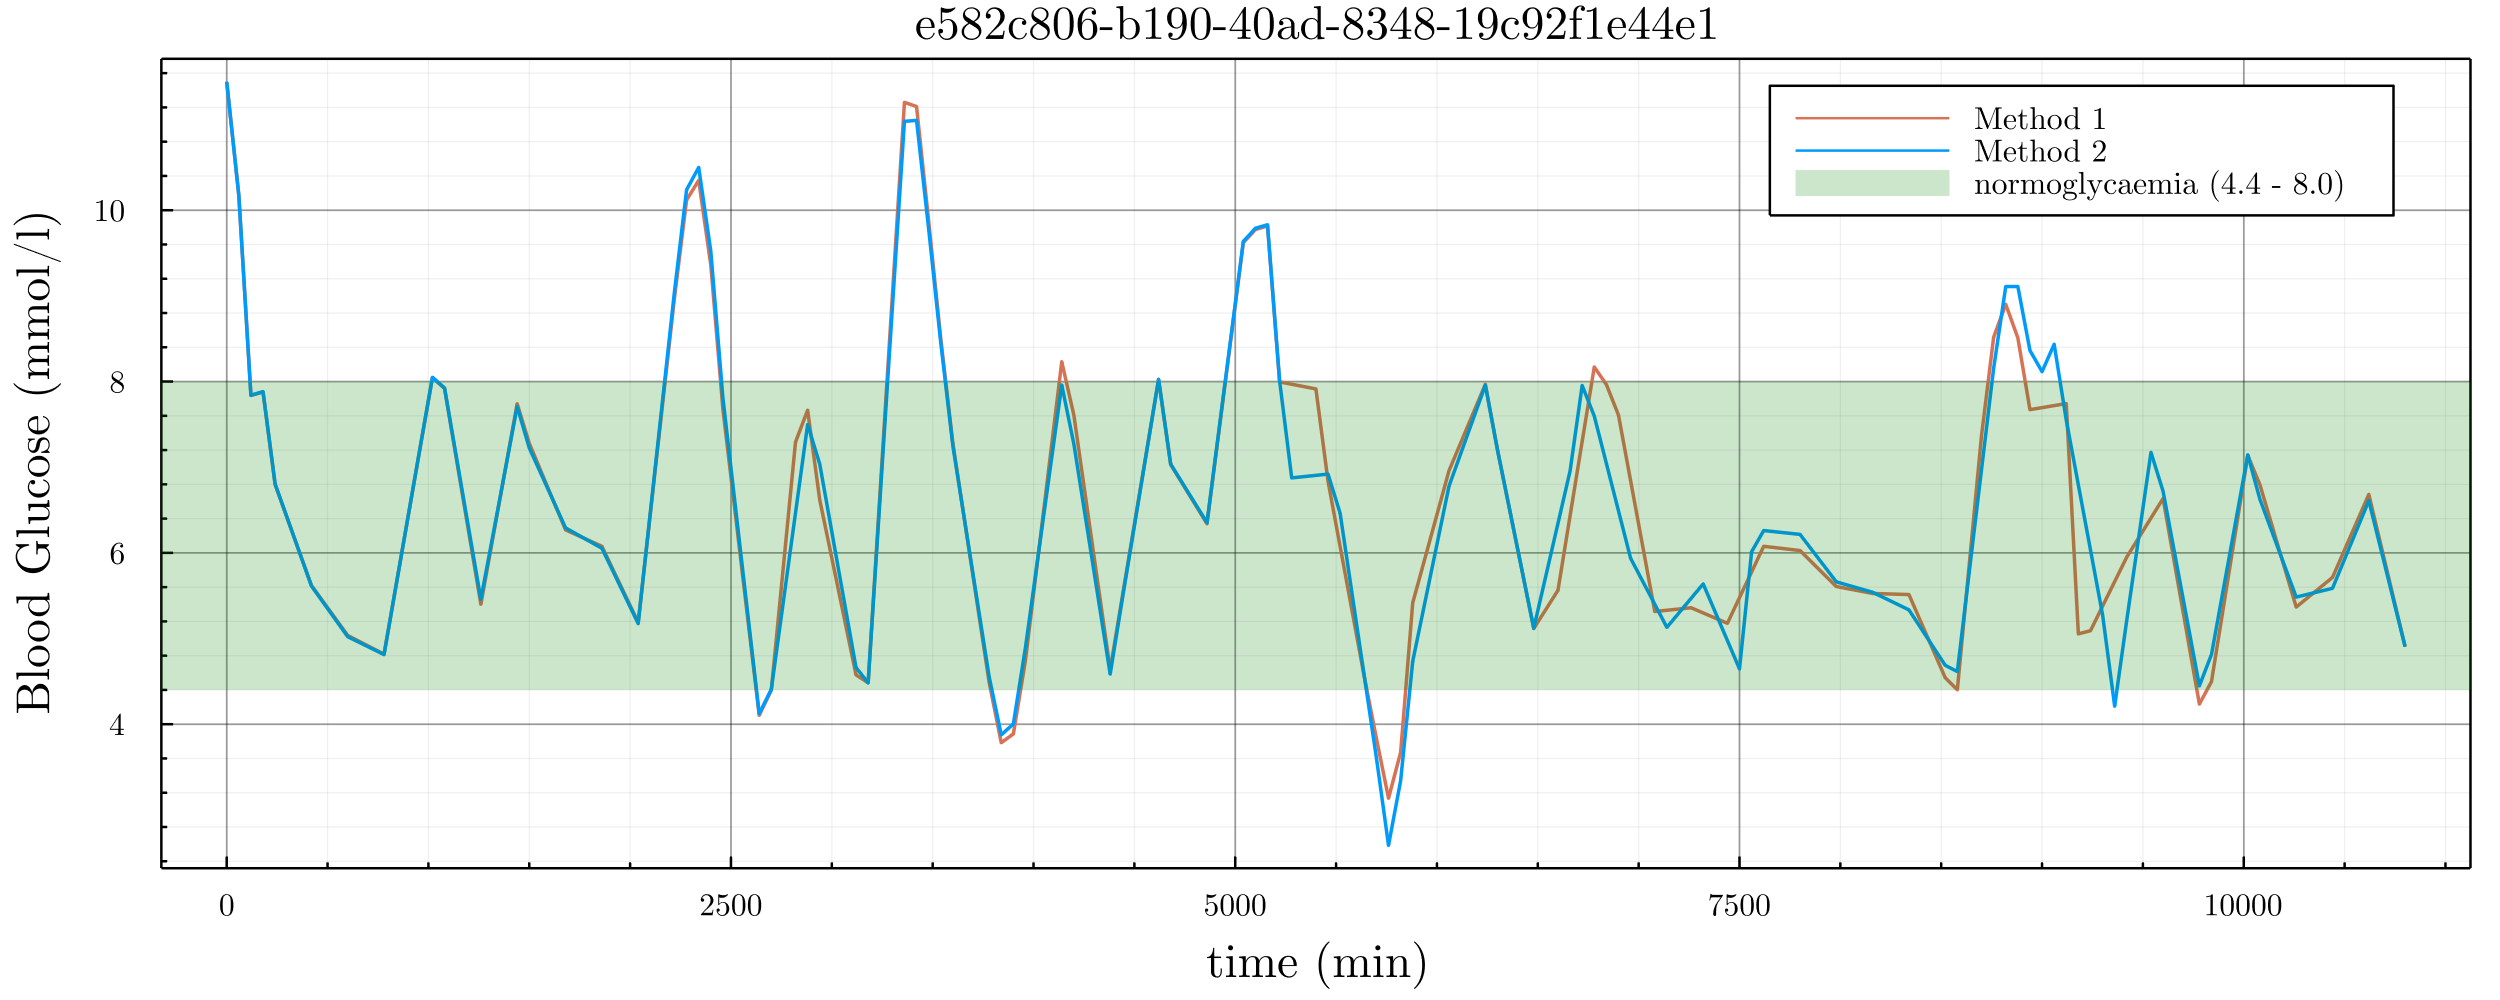 e582c806-b190-40ad-8348-19c92f1e44e1
Method 1
Method 2
normoglycaemia (4.4 - 8.0)
Blood Glucose (mmol/l)
10
8
6
4
0 2500 5000 7500 10000
time (min)